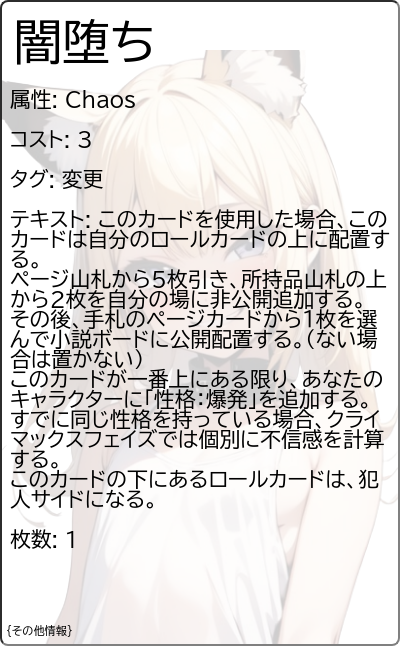 闇堕ち
属性: Chaos
コスト: 3
タグ: 変更
テキスト: このカードを使用した場合、この
カードは自分のロールカードの上に配置す
る。
ページ山札から5枚引き、所持品山札の上
から2枚を自分の場に非公開追加する。
その後、手札のページカードから1枚を選
んで小説ボードに公開配置する。（ない場
合は置かない）
このカードが一番上にある限り、あなたの
キャラクターに「性格：爆発」を追加する。
すでに同じ性格を持っている場合、クライ
マックスフェイズでは個別に不信感を計算
する。
このカードの下にあるロールカードは、犯
人サイドになる。
枚数: 1
{その他情報}